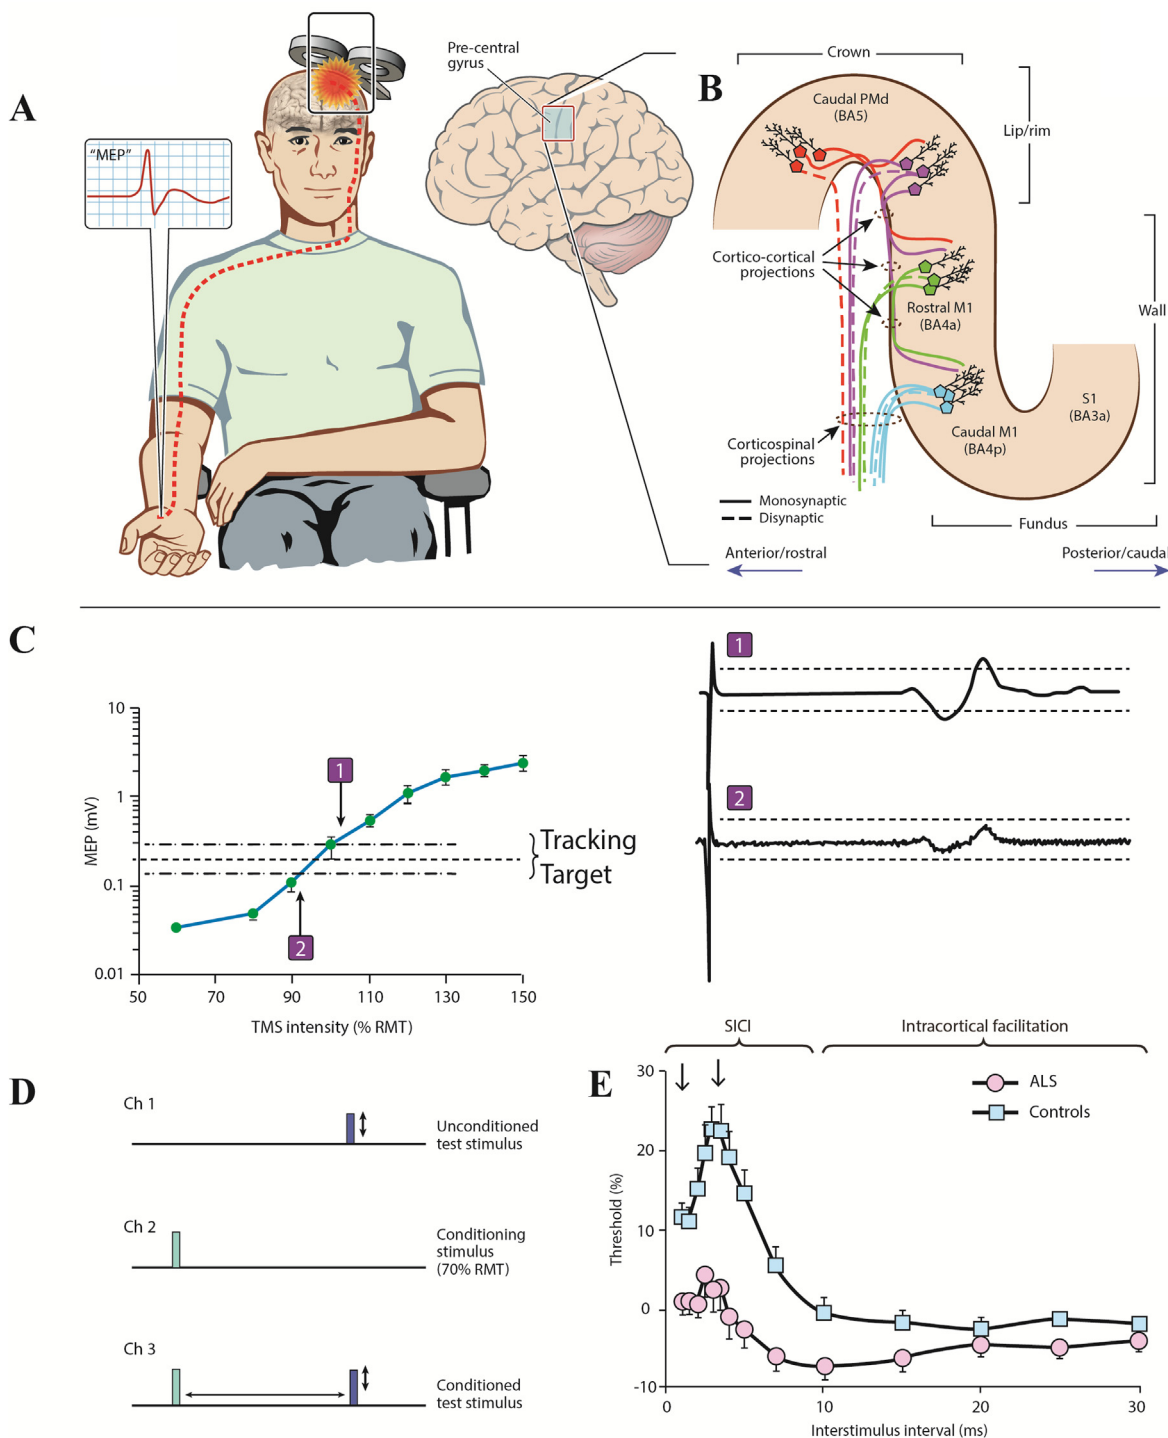 A
"MEP"
Pre-central
gyrus
B
Crown
Caudal PMd
(BA5)
Lip/rim
Cortico-cortical
projections
Rostral M1
(BA4a)
Wall
S1
(BA3a)
Caudal M1
(BA4p)
Corticospinal
projections
Monosynaptic
Disynaptic
Fundus
Anterior/rostral
Posterior/caudal
C
10
1
0.1
0.01
MEP (mV)
50
70
90
110
130
150
TMS intensity (% RMT)
1
2
Tracking
Target
1
2
D
Ch 1
Unconditioned
test stimulus
Ch 2
Conditioning
stimulus
(70% RMT)
Ch 3
Conditioned
test stimulus
E
SICI
Intracortical facilitation
ALS
Controls
30
20
10
0
-10
Threshold (%)
0
10
20
30
Interstimulus interval (ms)